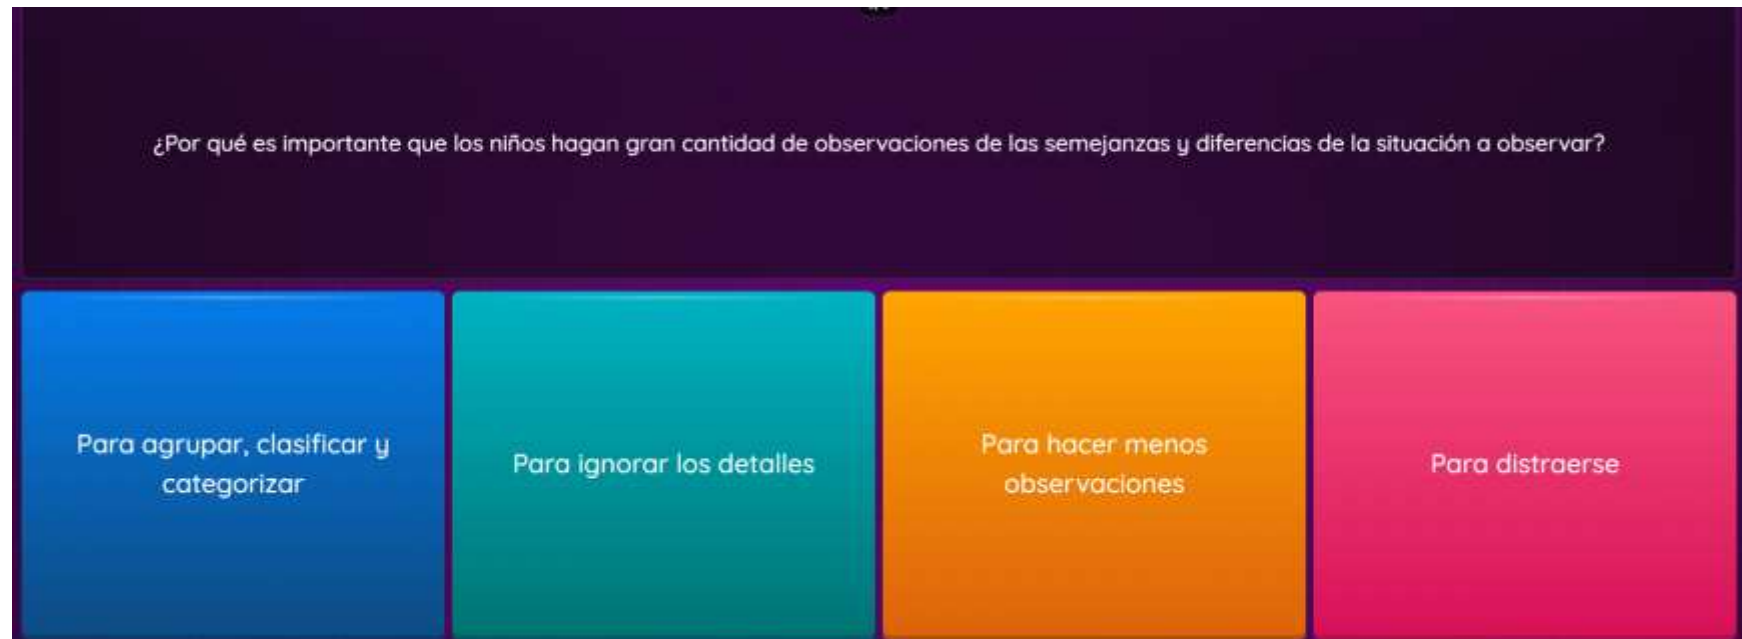 ¿Por qué es importante que los niños hagan gran cantidad de observaciones de las semejanzas y diferencias de la situación a observar?
Para agrupar, clasificar y
categorizar
Para ignorar los detalles
Para hacer menos
observaciones
Para distraerse